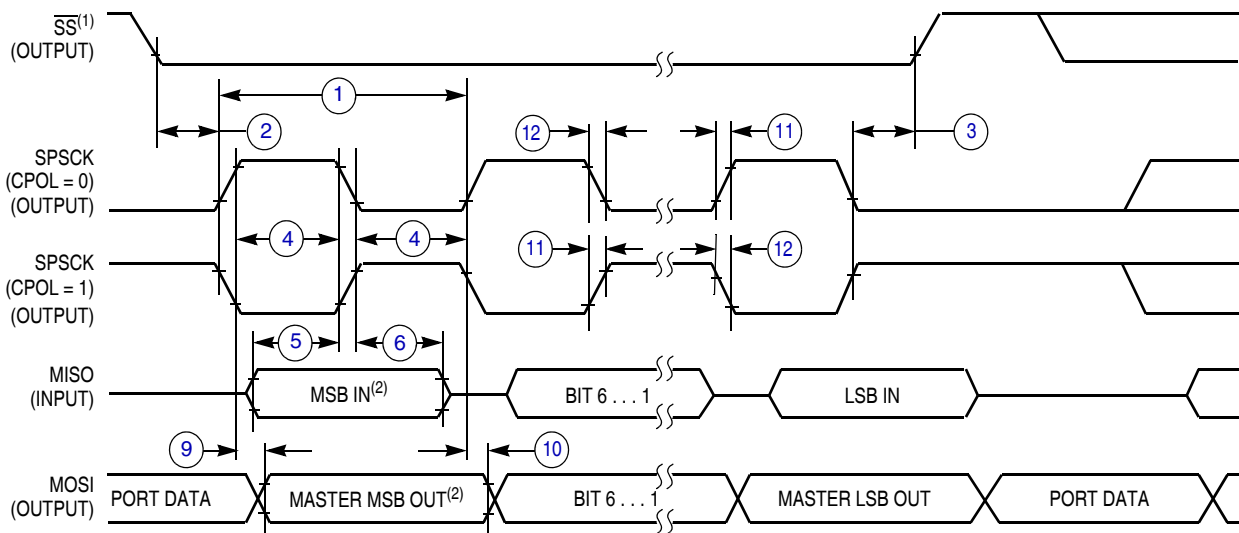 SS(1)
(OUTPUT)
1
2
12
11
3
SPSCK
(CPOL = 0)
(OUTPUT)
4
4
11
12
SPSCK
(CPOL = 1)
(OUTPUT)
5
6
MISO
(INPUT)
MSB IN(2)
BIT 6 . . . 1
LSB IN
9
10
MOSI
(OUTPUT)
PORT DATA
MASTER MSB OUT(2)
BIT 6 . . . 1
MASTER LSB OUT
PORT DATA